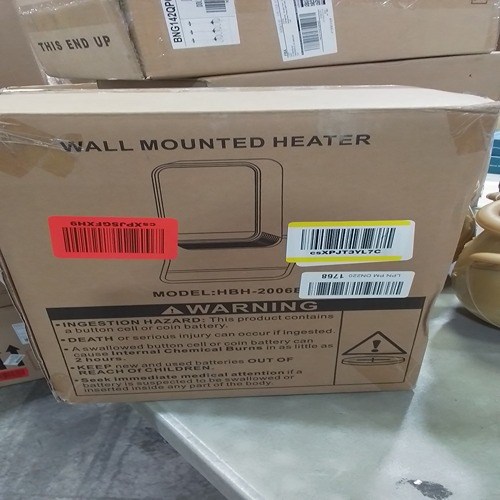 THIS END UP
WALL MOUNTED HEATER
csXPJSGFXH9
csXPJT3YL7C
1768
MODEL:HBH-2006
WARNING
• INGESTION HAZARD: This product contains
a button cell or coin battery.
• DEATH or serious injury can occur if ingested.
• A swallowed button cell or coin battery can
cause Internal Chemical Burns in as little as
2 hours.
• KEEP new and used batteries OUT OF
REACH OF CHILDREN.
• Seek immediate medical attention if a
battery is suspected to be swallowed or
inserted inside any part of the body.